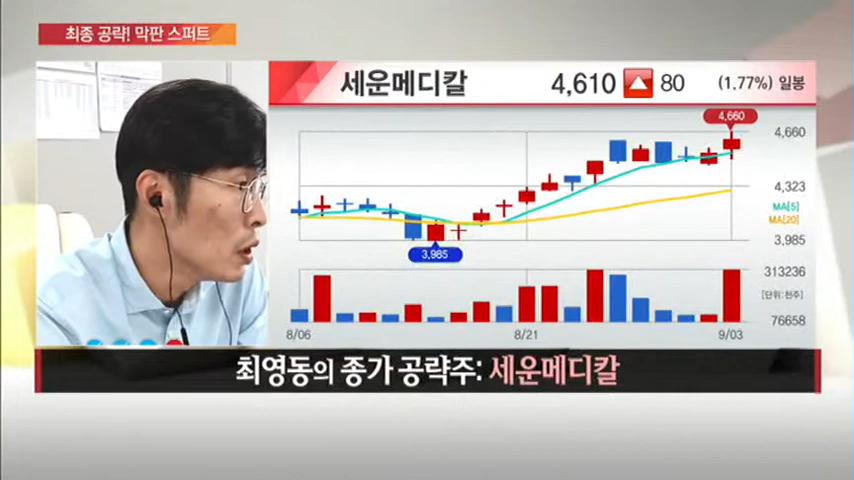 최종 공략! 막판 스퍼트
세운메디칼 4,610 80 (1.77%) 일봉
4,660
4,660
4,323
MA[5]
MA[20]
3,985
3,985
313236
[단위:천주]
76658
8/06 8/21 9/03
최영동의 종가 공략주: 세운메디칼